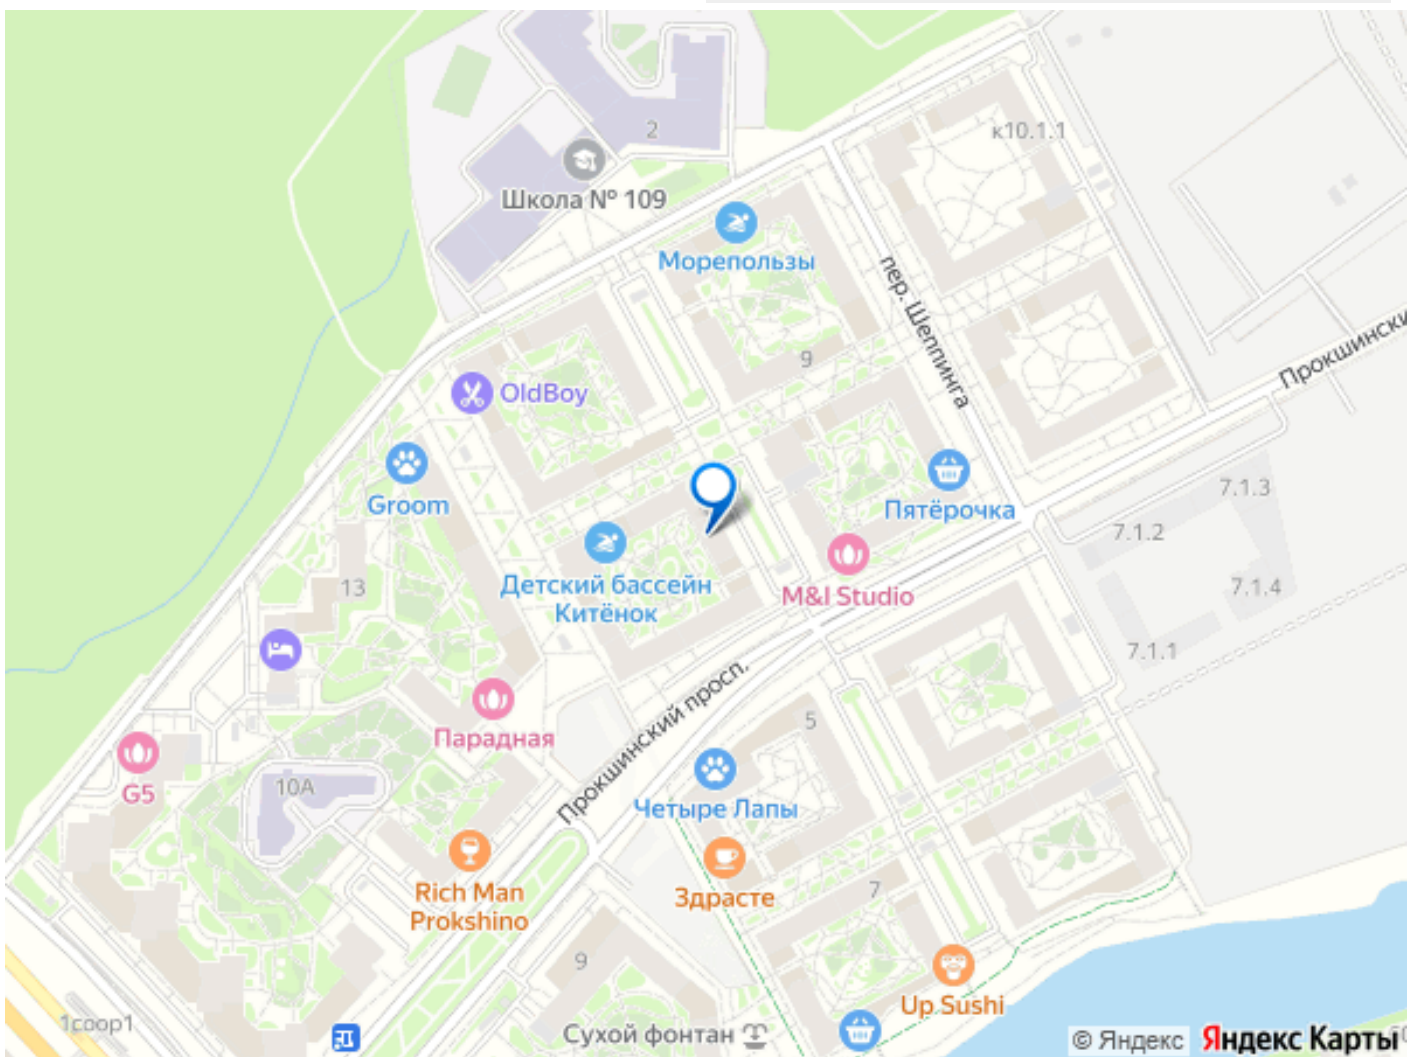 2
к10.1.1
Школа № 109
Морепользы
пер. Шеппинга
Прокшински
9
OldBoy
Groom
Пятёрочка
7.1.3
7.1.2
13
Детский бассейн
Китёнок
M&I Studio
7.1.4
7.1.1
Парадная
Прокшинский просп.
5
G5
10А
Четыре Лапы
Rich Man
Prokshino
Здрасте
7
9
Up Sushi
1соор1
Сухой фонтан
© Яндекс
Яндекс Карты